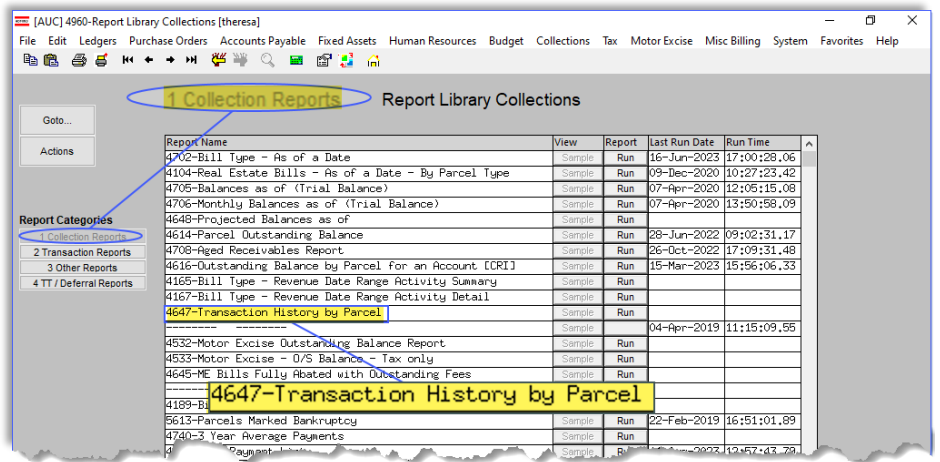 [AUC] 4960-Report Library Collections [theresa]
File Edit Ledgers Purchase Orders Accounts Payable Fixed Assets Human Resources Budget Collections Tax Motor Excise Misc Billing System Favorites Help
1 Collection Reports Report Library Collections
Goto...
Actions
Report Categories
1 Collection Reports
2 Transaction Reports
3 Other Reports
4 TT / Deferral Reports
Report Name View Report Last Run Date Run Time
4702-Bill Type - As of a Date Sample Run 16-Jun-2023 17:00:28.06
4104-Real Estate Bills - As of a Date - By Parcel Type Sample Run 09-Dec-2020 10:27:23.42
4705-Balances as of (Trial Balance) Sample Run 07-Apr-2020 12:05:15.08
4706-Monthly Balances as of (Trial Balance) Sample Run 07-Apr-2020 13:50:58.09
4648-Projected Balances as of Sample Run
4614-Parcel Outstanding Balance Sample Run 28-Jun-2022 09:02:31.17
4708-Aged Receivables Report Sample Run 26-Oct-2022 17:09:31.48
4616-Outstanding Balance by Parcel for an Account [CRI] Sample Run 15-Mar-2023 15:56:06.33
4165-Bill Type - Revenue Date Range Activity Summary Sample Run
4167-Bill Type - Revenue Date Range Activity Detail Sample Run
4647-Transaction History by Parcel Sample Run
-------- -------- Sample 04-Apr-2019 11:15:09.55
4532-Motor Excise Outstanding Balance Report Sample Run
4533-Motor Excise - O/S Balance - Tax only Sample Run
4645-ME Bills Fully Abated with Outstanding Fees Sample Run
4647-Transaction History by Parcel
4189-Bi
5613-Parcels Marked Bankruptcy Sample Run 22-Feb-2019 16:51:01.89
4740-3 Year Average Payments Sample Run